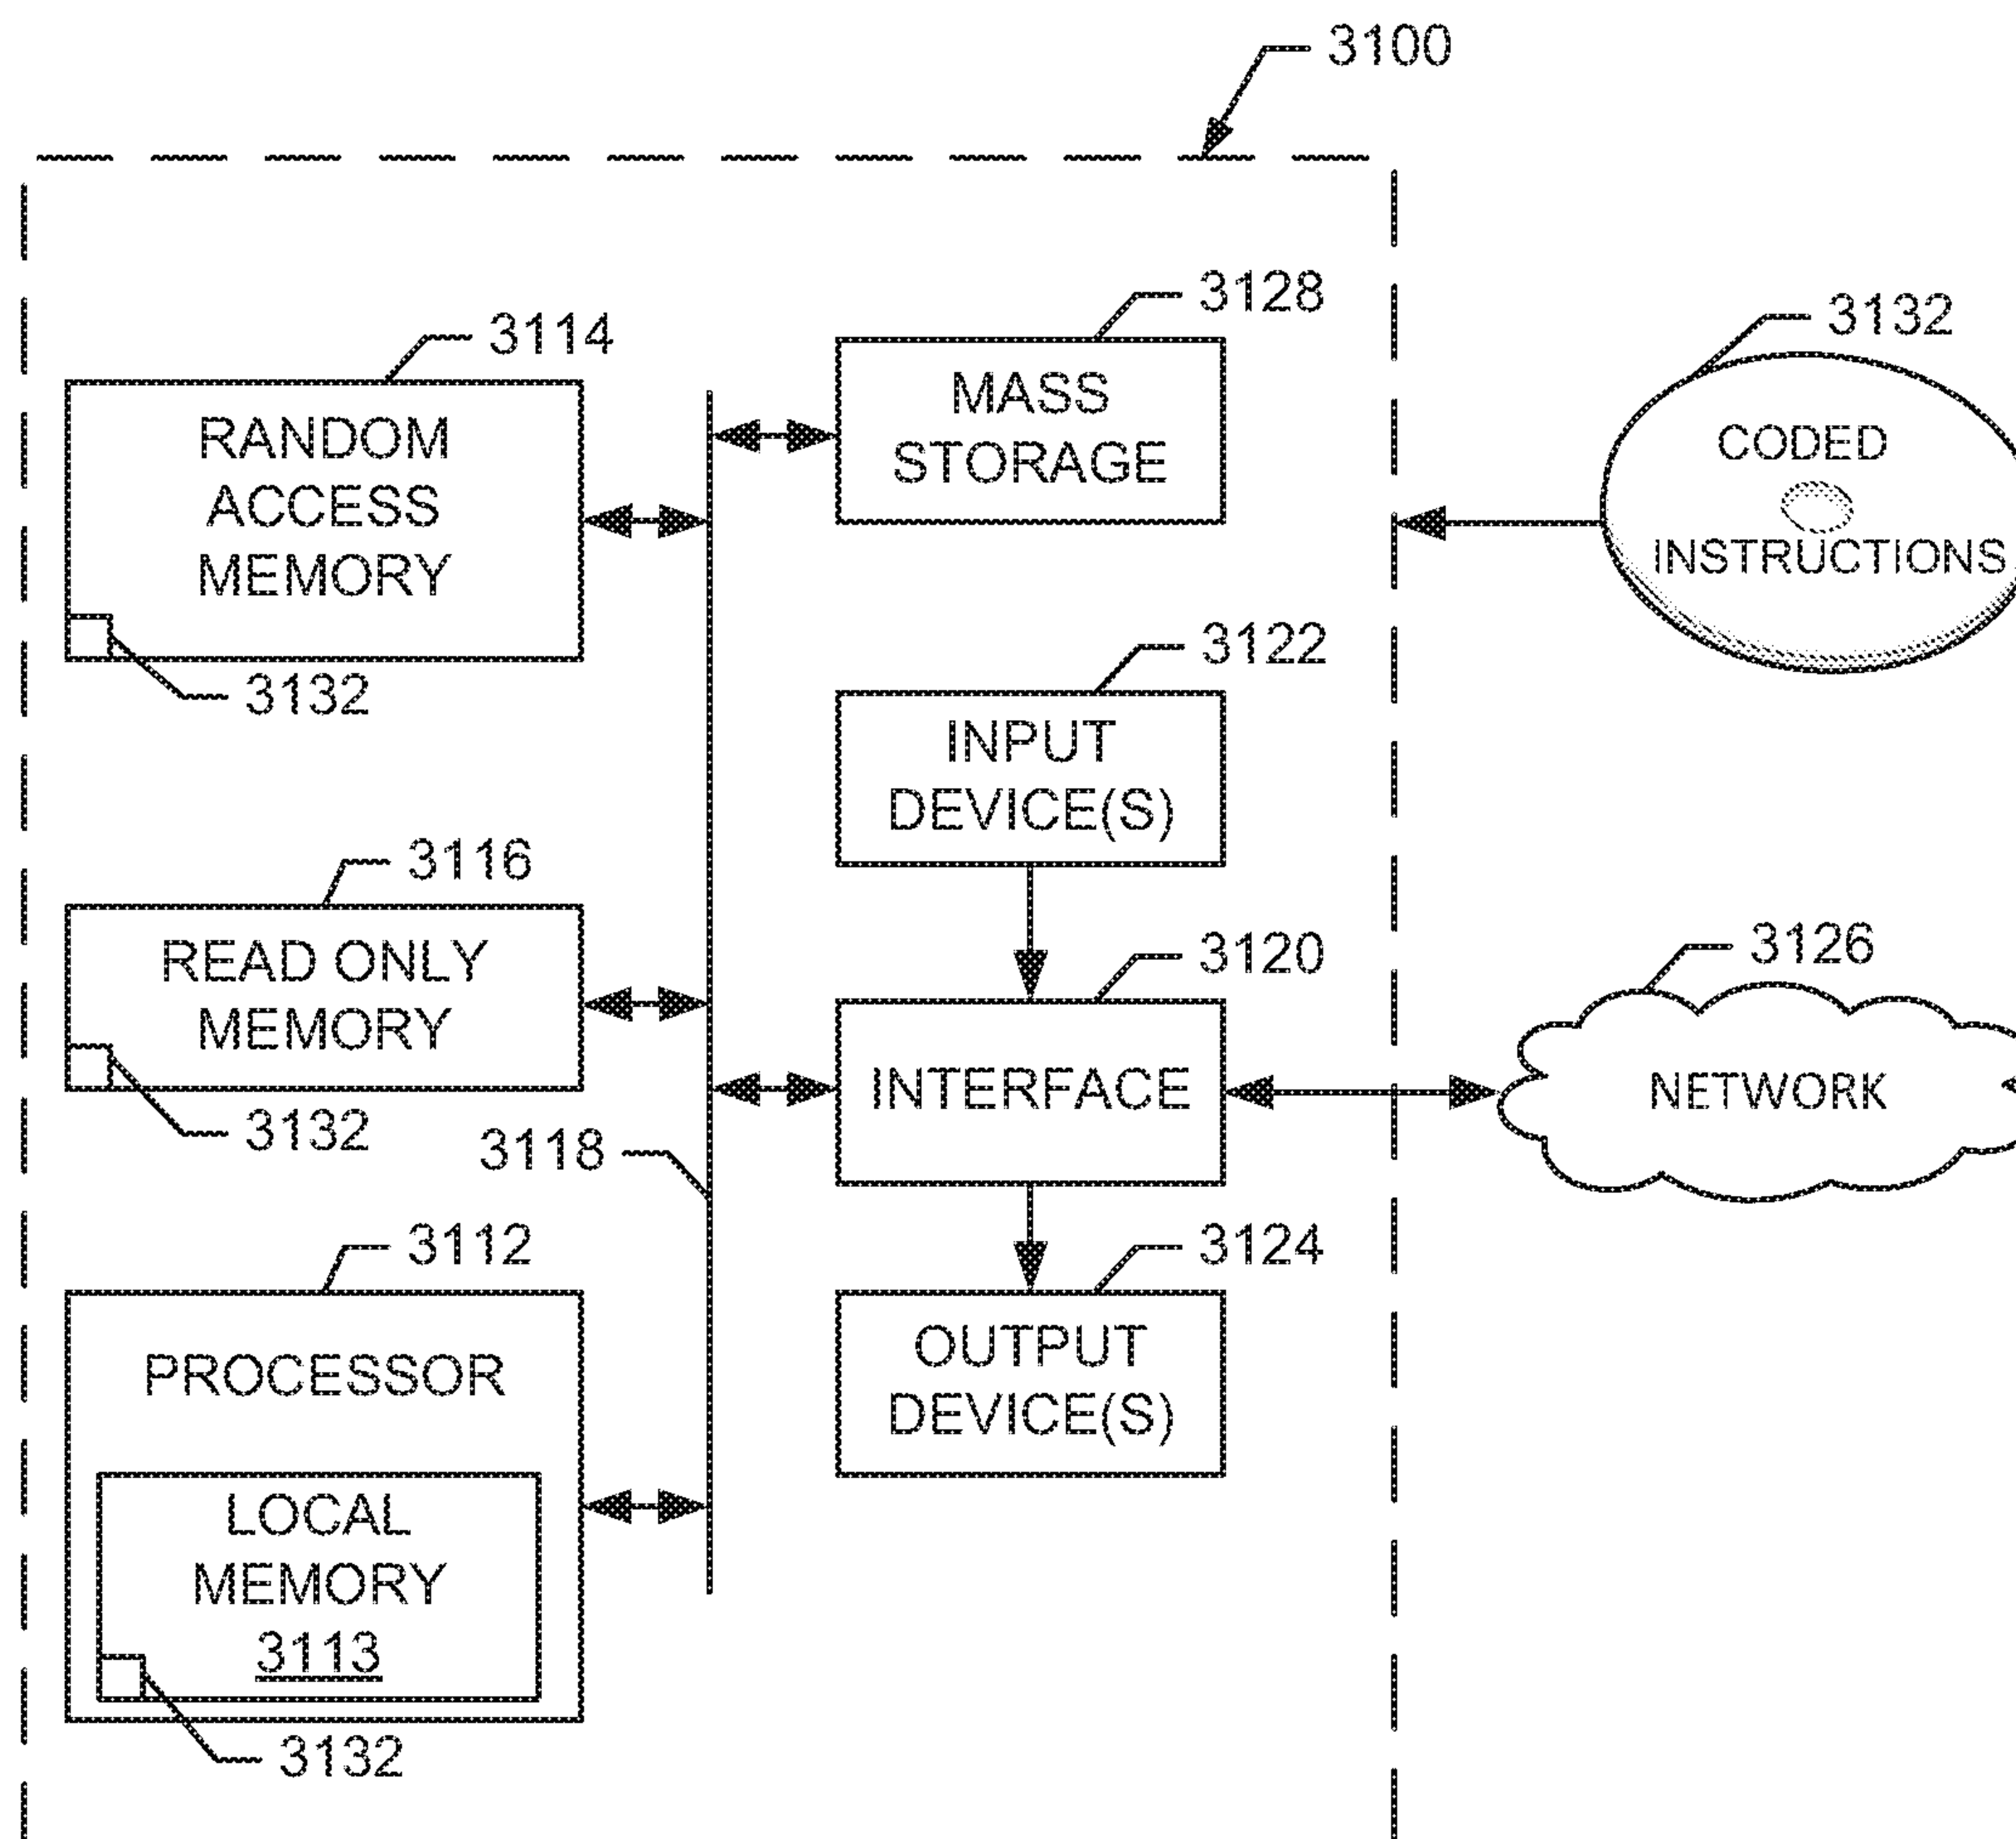 3100
3128
MASS
STORAGE
3114
RANDOM
ACCESS
MEMORY
3132
3132
CODED
INSTRUCTIONS
3122
INPUT
DEVICE(S)
3116
READ ONLY
MEMORY
3132
3120
INTERFACE
3126
NETWORK
3118
3112
PROCESSOR
LOCAL
MEMORY
3113
3132
3124
OUTPUT
DEVICE(S)